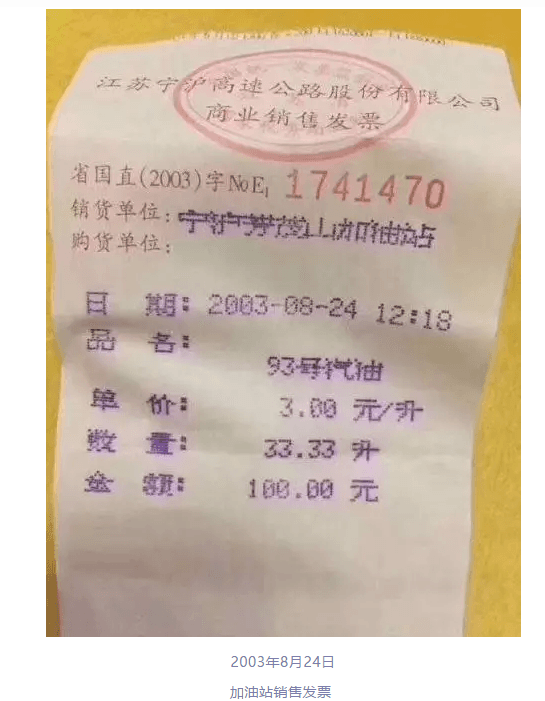 江苏宁沪高速公路股份有限公司
商业销售发票
省国直(2003)字No E₁ 1741470
销货单位：宁沪芳茂山加油站
购货单位：
日 期：2003-08-24 12:18
品 名：
93号汽油
单 价： 3.00 元/升
数 量： 33.33 升
金 额： 100.00 元
2003年8月24日
加油站销售发票